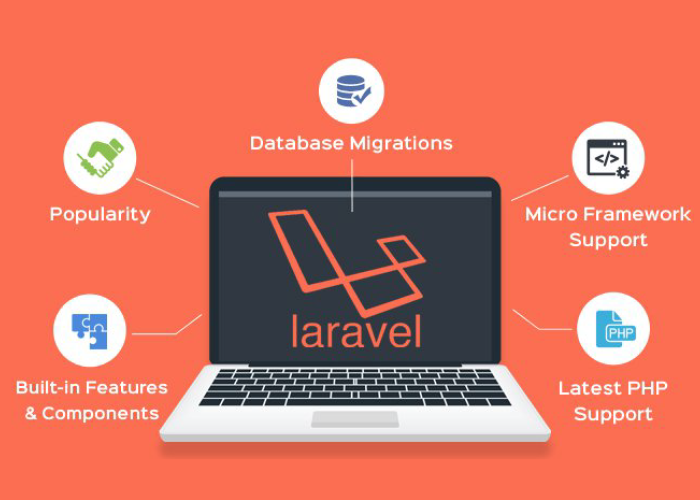 Database Migrations
Popularity
Micro Framework
Support
</>
laravel
PHP
Built-in Features
& Components
Latest PHP
Support